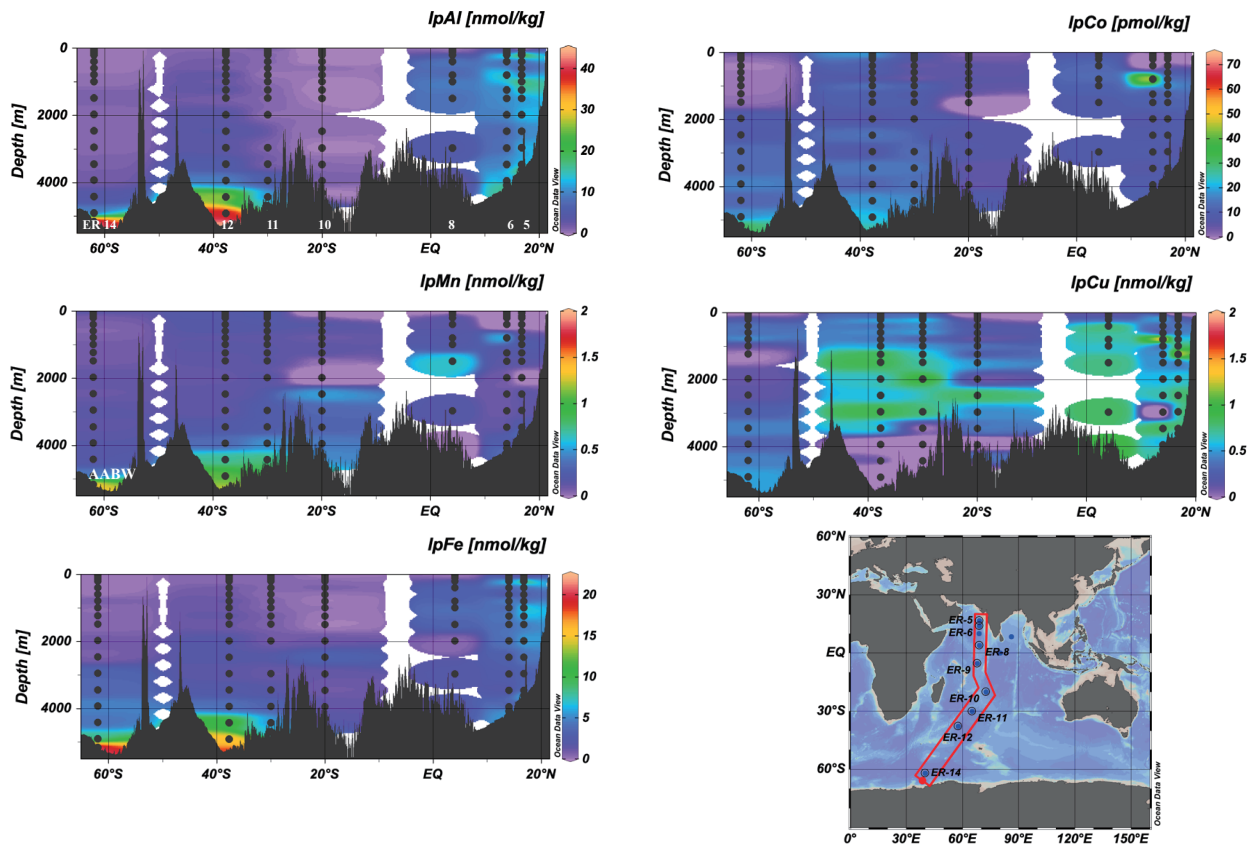 lpAl [nmol/kg]
0
2000
4000
Depth [m]
ER 14 12 11 10 8 6 5
60°S 40°S 20°S EQ 20°N
40
30
20
10
0
Ocean Data View
lpCo [pmol/kg]
0
2000
4000
Depth [m]
60°S 40°S 20°S EQ 20°N
70
60
50
40
30
20
10
0
Ocean Data View
lpMn [nmol/kg]
0
2000
4000
Depth [m]
AABW
60°S 40°S 20°S EQ 20°N
2
1.5
1
0.5
0
Ocean Data View
lpCu [nmol/kg]
0
2000
4000
Depth [m]
60°S 40°S 20°S EQ 20°N
2
1.5
1
0.5
0
Ocean Data View
lpFe [nmol/kg]
0
2000
4000
Depth [m]
60°S 40°S 20°S EQ 20°N
20
15
10
5
0
Ocean Data View
60°N
30°N
EQ
30°S
60°S
ER-5
ER-6
ER-8
ER-9
ER-10
ER-11
ER-12
ER-14
0° 30°E 60°E 90°E 120°E 150°E
Ocean Data View